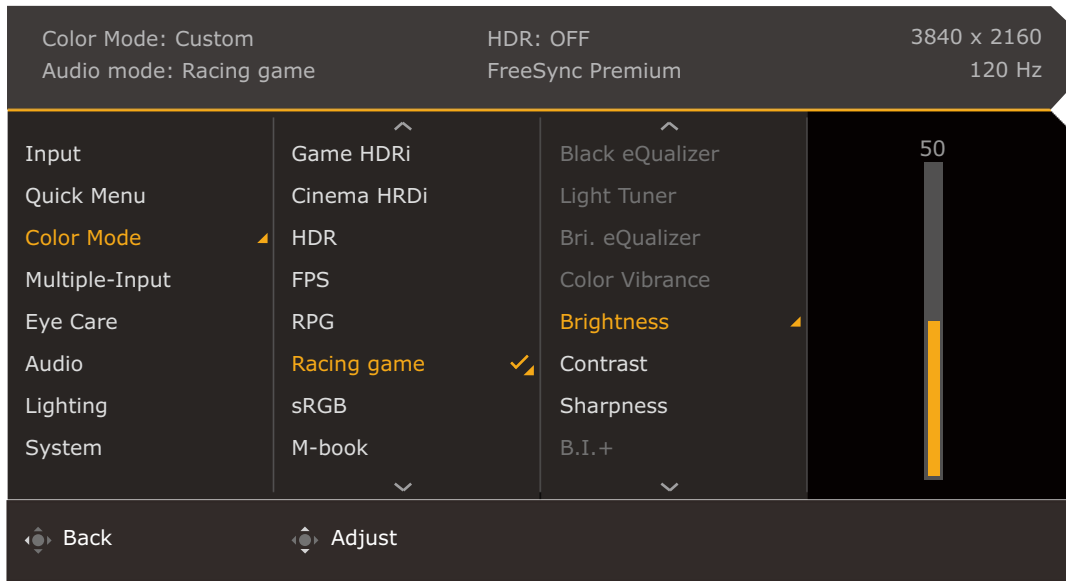 Color Mode: Custom
HDR: OFF
3840 x 2160
Audio mode: Racing game
FreeSync Premium
120 Hz
Input
Quick Menu
Color Mode
Multiple-Input
Eye Care
Audio
Lighting
System
Game HDRi
Cinema HRDi
HDR
FPS
RPG
Racing game
sRGB
M-book
Black eQualizer
Light Tuner
Bri. eQualizer
Color Vibrance
Brightness
Contrast
Sharpness
B.I.+
50
Back
Adjust